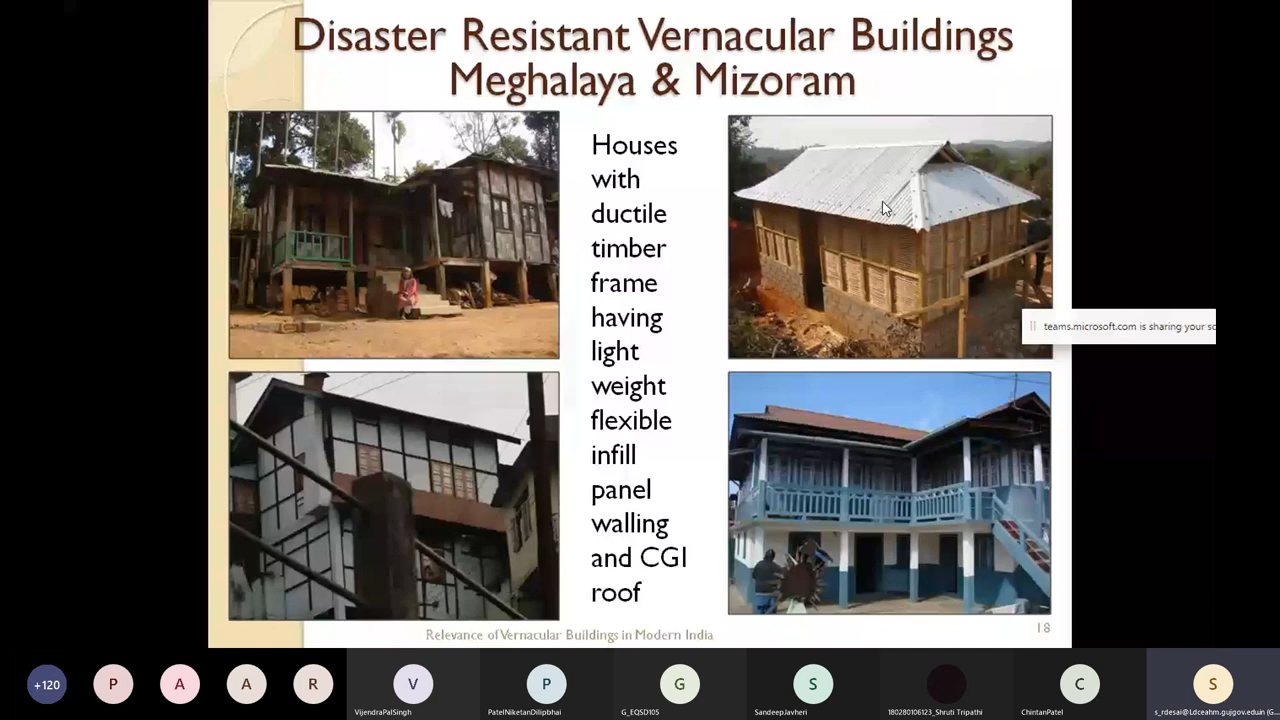 Disaster Resistant Vernacular Buildings
Meghalaya & Mizoram
Houses
with
ductile
timber
frame
having
light
weight
flexible
infill
panel
walling
and CGI
roof
teams.microsoft.com is sharing your sc
Relevance of Vernacular Buildings in Modern India
18
+120
P
A
A
R
V
P
G
S
C
S
VijendraPalSingh
PatelNiketanDilipbhai
G_EQSD105
SandeepJavheri
180280106123_Shruti Tripathi
ChintanPatel
s_rdesai@Ldceahm.gujgov.eduin (G...